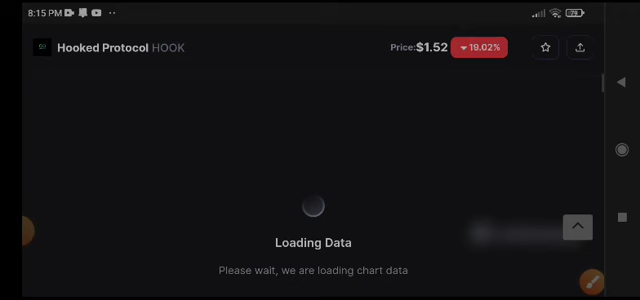 8:15 PM
79
Hooked Protocol HOOK
Price:$1.52 19.02%
Loading Data
Please wait, we are loading chart data